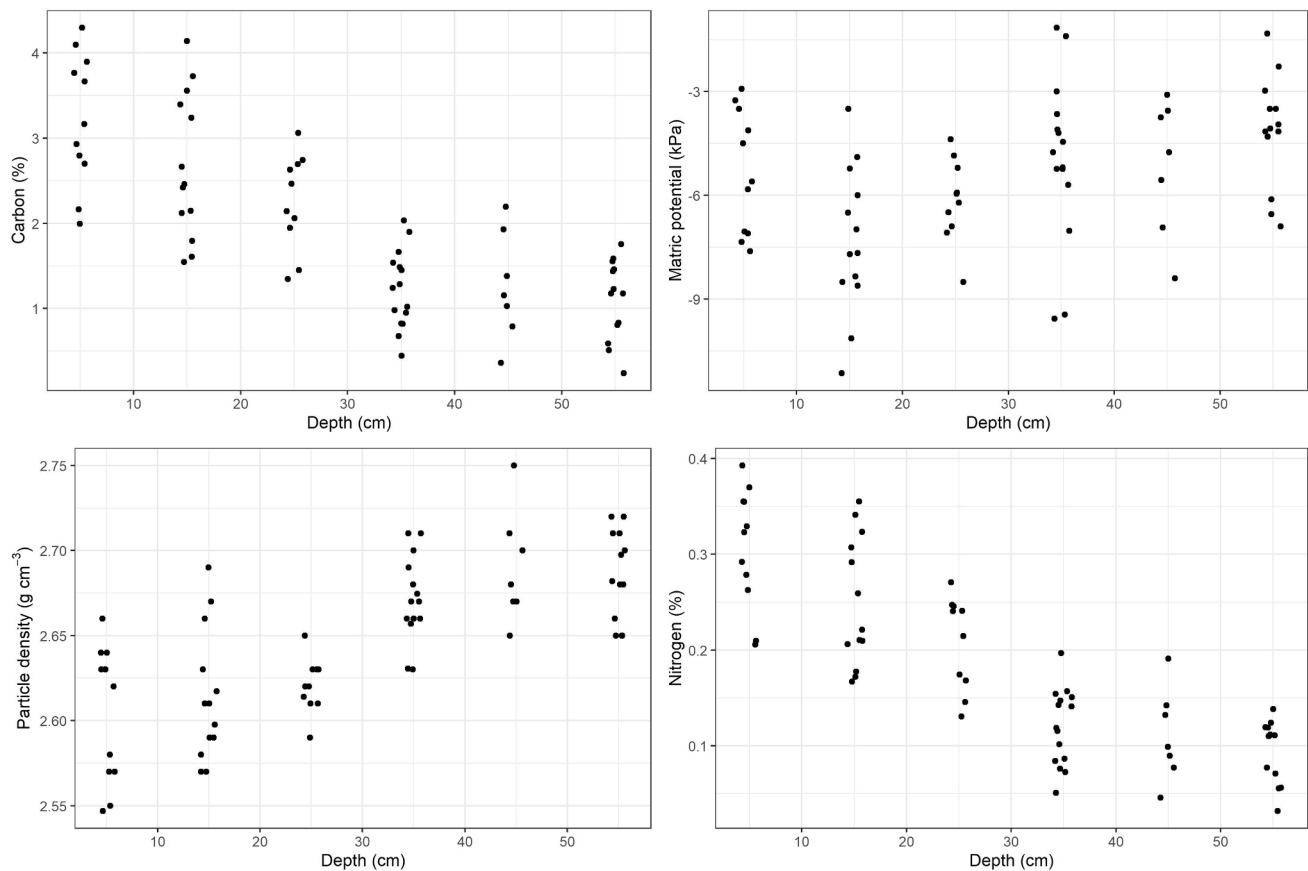 4
3
2
1
Carbon (%)
10 20 30 40 50
Depth (cm)
-3
-6
-9
Matric potential (kPa)
10 20 30 40 50
Depth (cm)
2.75
2.70
2.65
2.60
2.55
Particle density (g cm⁻³)
10 20 30 40 50
Depth (cm)
0.4
0.3
0.2
0.1
Nitrogen (%)
10 20 30 40 50
Depth (cm)